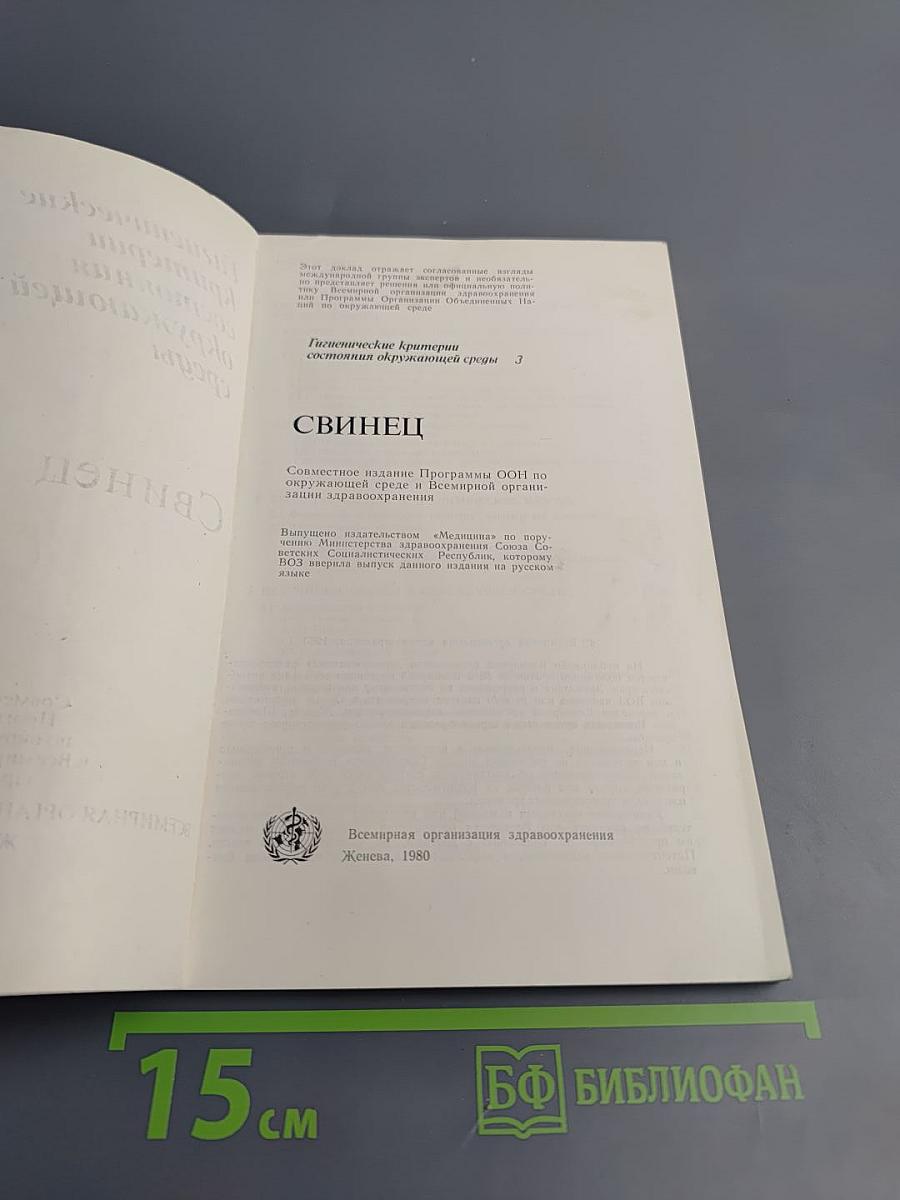 Этот доклад отражает согласованные взгляды
международной группы экспертов и необязатель-
но представляет решения или официальную поли-
тику Всемирной организации здравоохранения
или Программы Организации Объединенных На-
ций по окружающей среде
Гигиенические критерии
состояния окружающей среды 3
СВИНЕЦ
Совместное издание Программы ООН по
окружающей среде и Всемирной органи-
зации здравоохранения
Выпущено издательством «Медицина» по пору-
чению Министерства здравоохранения Союза Со-
ветских Социалистических Республик, которому
ВОЗ вверила выпуск данного издания на русском
языке
Всемирная организация здравоохранения
Женева, 1980
15 см
БФ БИБЛИОФАН